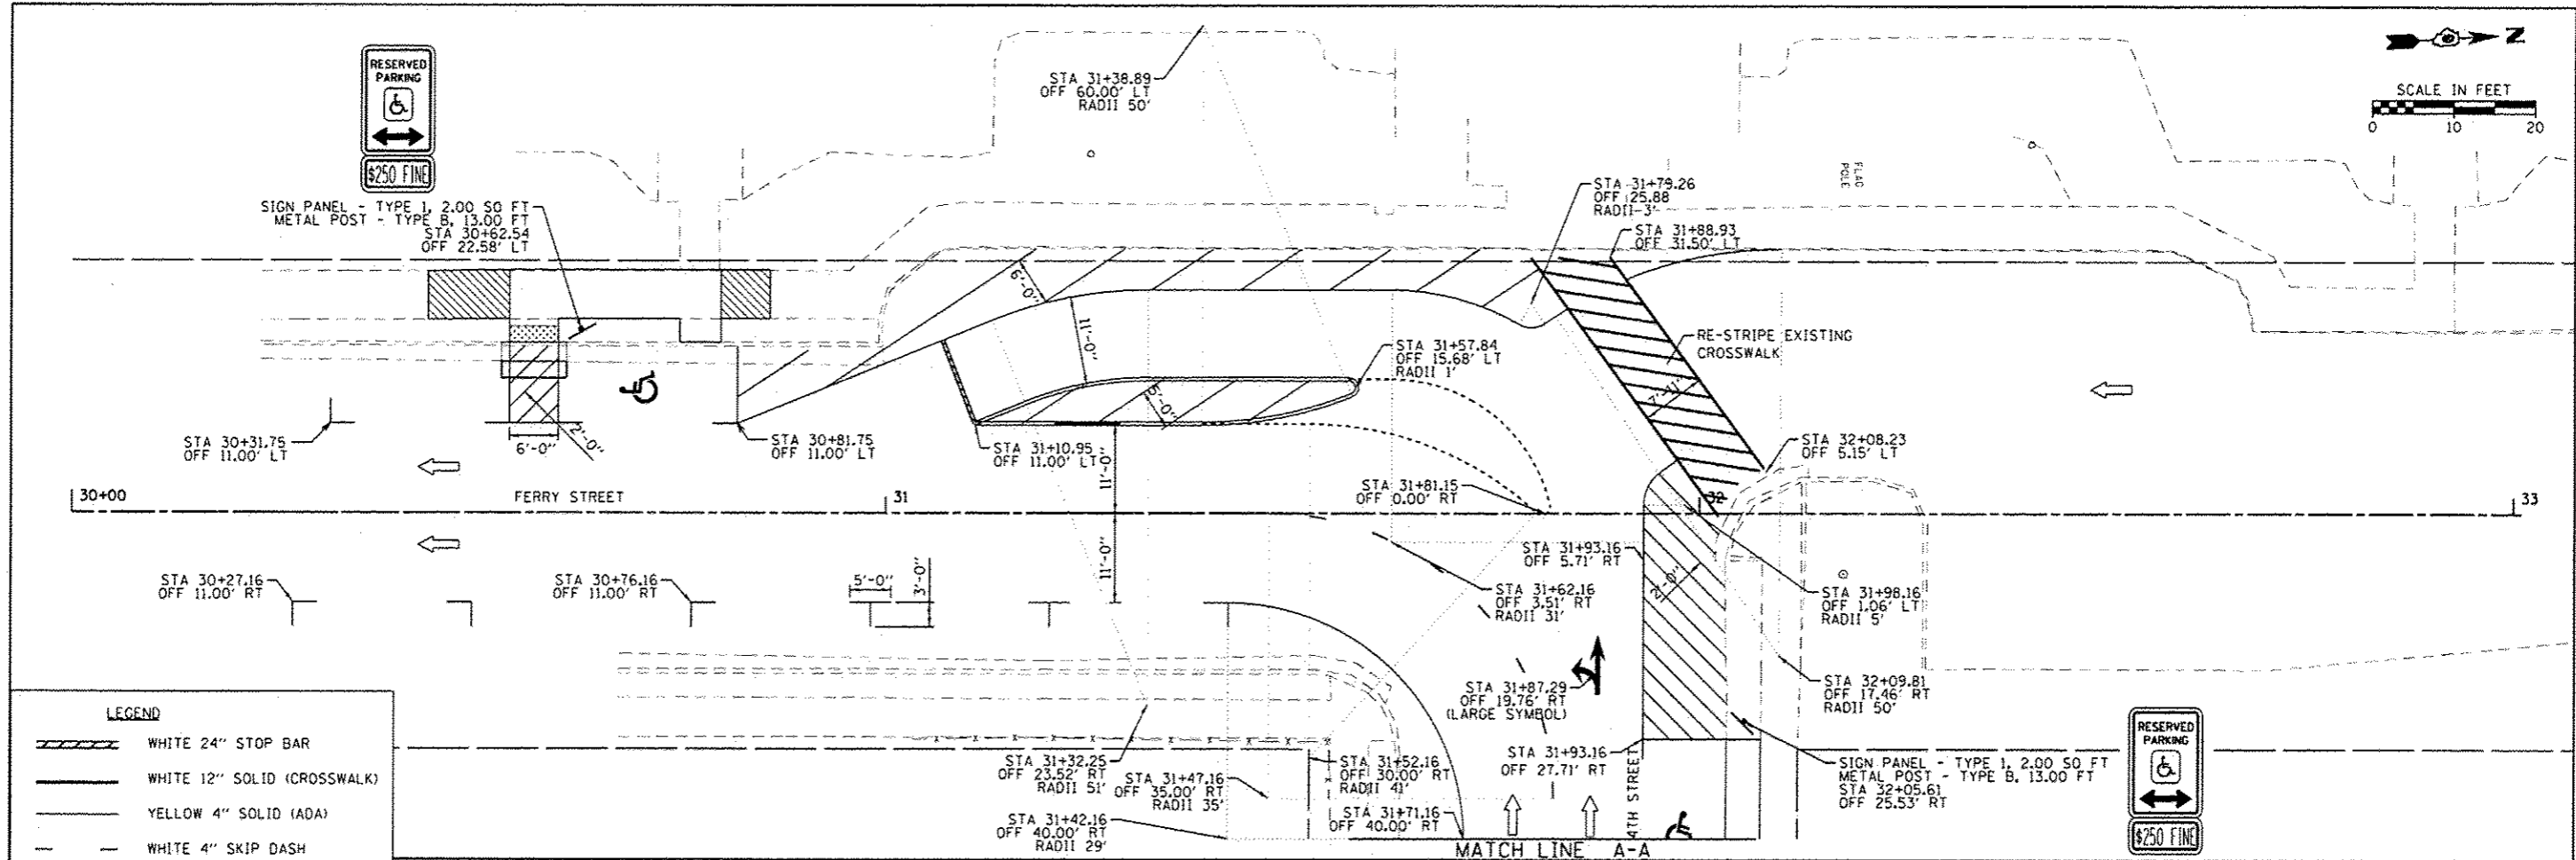 RESERVED
PARKING
$250 FINE
SIGN PANEL - TYPE 1, 2.00 SQ FT
METAL POST - TYPE B, 13.00 FT
STA 30+62.54
OFF 22.58' LT
STA 31+38.89
OFF 60.00' LT
RADII 50'
N
SCALE IN FEET
0 10 20
FLAG
POLE
STA 31+79.26
OFF 25.88
RADII 3'
STA 31+88.93
OFF 31.50' LT
6'-0"
11'-0"
RE-STRIPE EXISTING
CROSSWALK
STA 31+57.84
OFF 15.68' LT
RADII 1'
5'-0"
STA 30+31.75
OFF 11.00' LT
6'-0"
2'-0"
STA 30+81.75
OFF 11.00' LT
STA 31+10.95
OFF 11.00' LT
11'-0"
STA 32+08.23
OFF 5.15' LT
STA 31+81.15
OFF 0.00' RT
30+00
FERRY STREET
31
32
33
11'-0"
STA 30+27.16
OFF 11.00' RT
STA 30+76.16
OFF 11.00' RT
5'-0"
3'-0"
STA 31+93.16
OFF 5.71' RT
2'-0"
STA 31+62.16
OFF 3.51' RT
RADII 31'
STA 31+98.16
OFF 1.06' LT
RADII 5'
STA 31+87.29
OFF 19.76' RT
(LARGE SYMBOL)
STA 32+09.81
OFF 17.46' RT
RADII 50'
STA 31+32.25
OFF 23.52' RT
RADII 51'
STA 31+47.16
OFF 35.00' RT
RADII 35'
STA 31+52.16
OFF 30.00' RT
RADII 41'
STA 31+93.16
OFF 27.71' RT
4TH STREET
SIGN PANEL - TYPE 1, 2.00 SQ FT
METAL POST - TYPE B, 13.00 FT
STA 32+05.61
OFF 25.53' RT
RESERVED
PARKING
$250 FINE
STA 31+42.16
OFF 40.00' RT
RADII 29'
STA 31+71.16
OFF 40.00' RT
MATCH LINE A-A
LEGEND
WHITE 24" STOP BAR
WHITE 12" SOLID (CROSSWALK)
YELLOW 4" SOLID (ADA)
WHITE 4" SKIP DASH